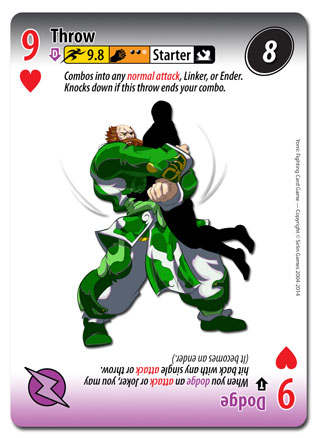 9 Throw
D 9.8 Starter
8
Combos into any normal attack, Linker, or Ender.
Knocks down if this throw ends your combo.
Yomi: Fighting Card Game — Copyright © Sirlin Games 2004-2014
9 Dodge
When you dodge an attack or Joker, you may
hit back with any single attack or throw.
(It becomes an ender.)